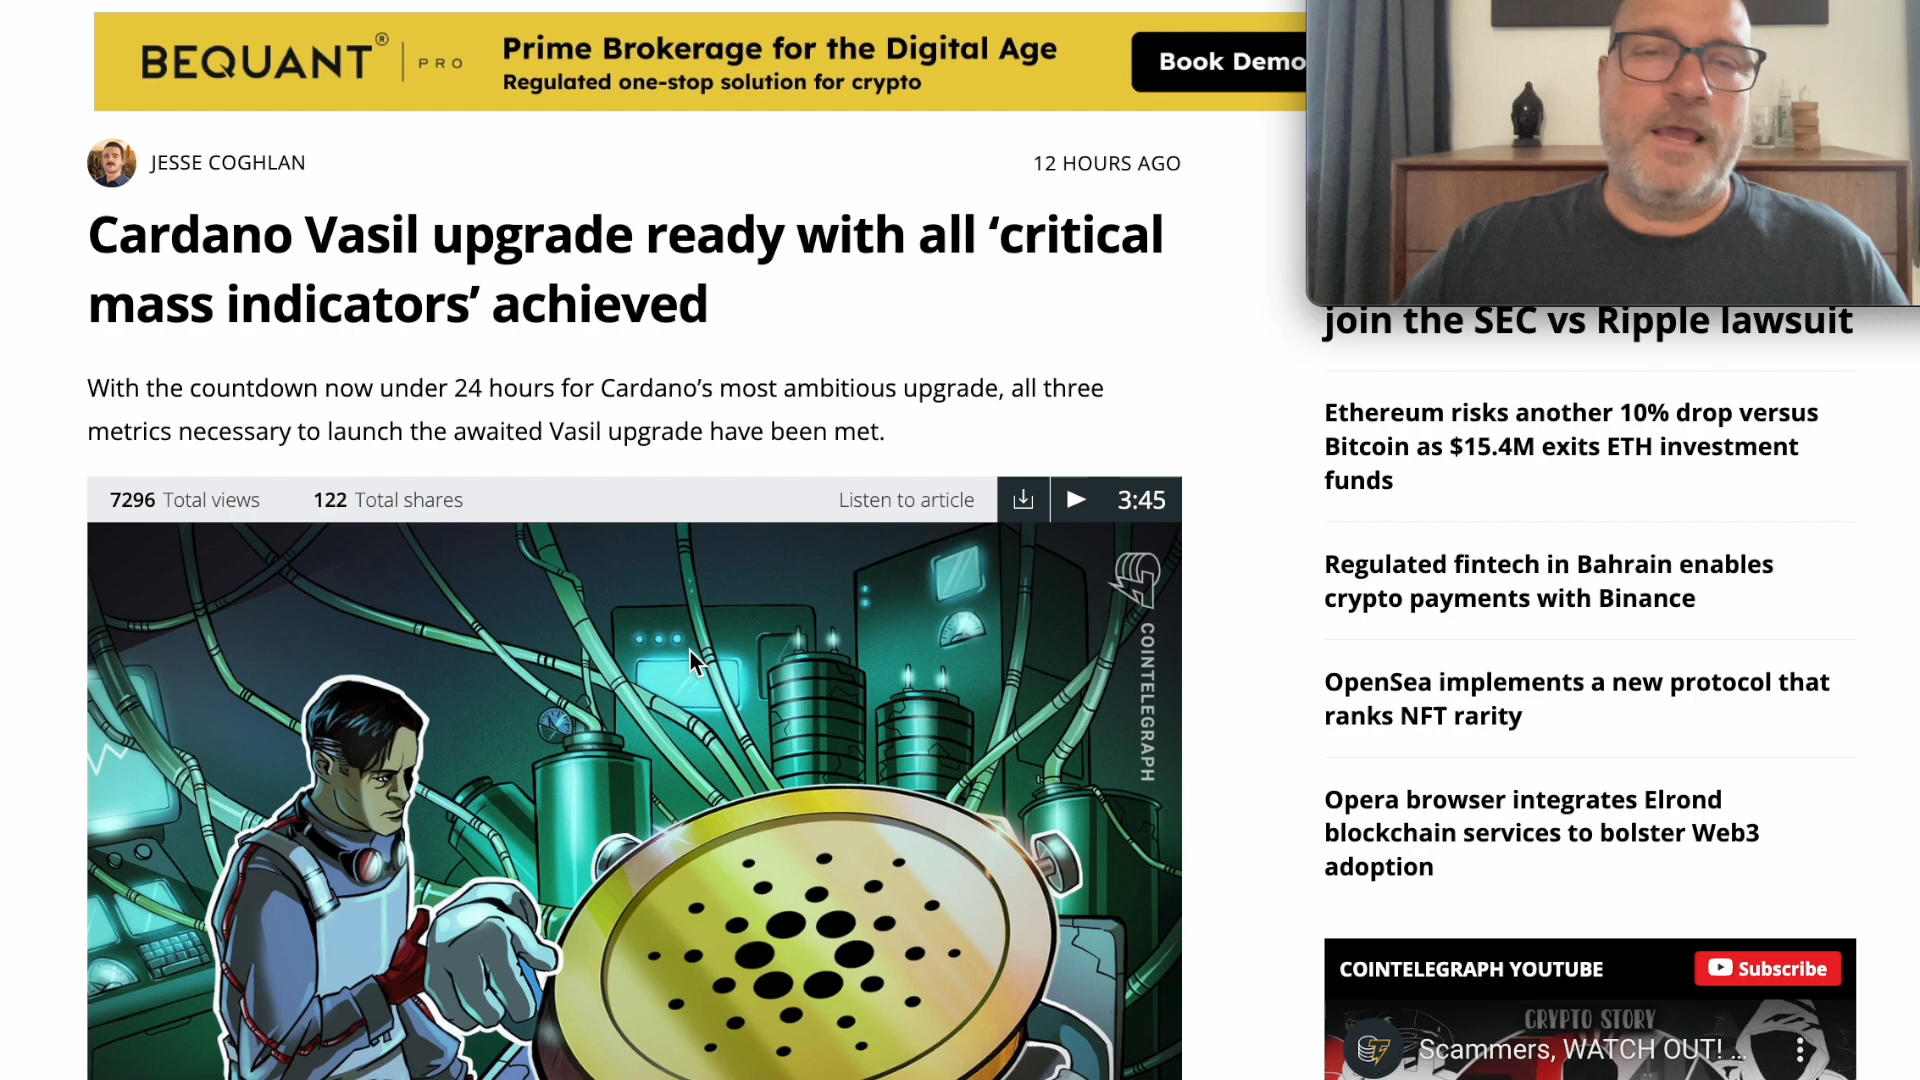 BEQUANT® PRO
Prime Brokerage for the Digital Age
Regulated one-stop solution for crypto
Book Demo
JESSE COGHLAN
12 HOURS AGO
Cardano Vasil upgrade ready with all ‘critical
mass indicators’ achieved
With the countdown now under 24 hours for Cardano’s most ambitious upgrade, all three
metrics necessary to launch the awaited Vasil upgrade have been met.
7296 Total views
122 Total shares
Listen to article
3:45
COINTELEGRAPH
join the SEC vs Ripple lawsuit
Ethereum risks another 10% drop versus
Bitcoin as $15.4M exits ETH investment
funds
Regulated fintech in Bahrain enables
crypto payments with Binance
OpenSea implements a new protocol that
ranks NFT rarity
Opera browser integrates Elrond
blockchain services to bolster Web3
adoption
COINTELEGRAPH YOUTUBE
Subscribe
CRYPTO STORY
Scammers, WATCH OUT! ...